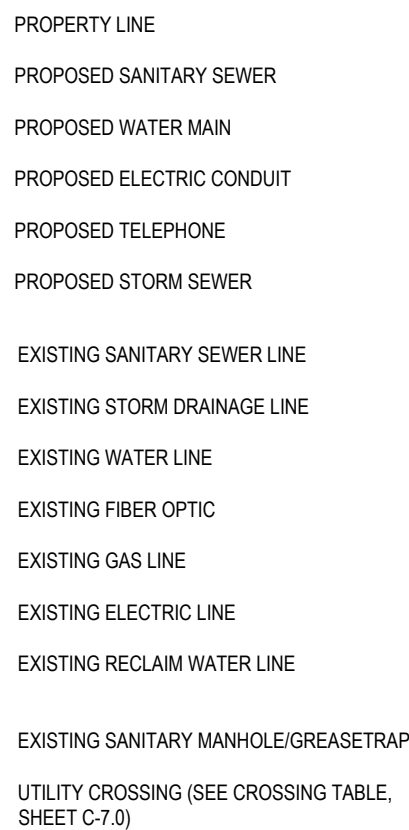 PROPERTY LINE
PROPOSED SANITARY SEWER
PROPOSED WATER MAIN
PROPOSED ELECTRIC CONDUIT
PROPOSED TELEPHONE
PROPOSED STORM SEWER
EXISTING SANITARY SEWER LINE
EXISTING STORM DRAINAGE LINE
EXISTING WATER LINE
EXISTING FIBER OPTIC
EXISTING GAS LINE
EXISTING ELECTRIC LINE
EXISTING RECLAIM WATER LINE
EXISTING SANITARY MANHOLE/GREASETRAP
UTILITY CROSSING (SEE CROSSING TABLE,
SHEET C-7.0)